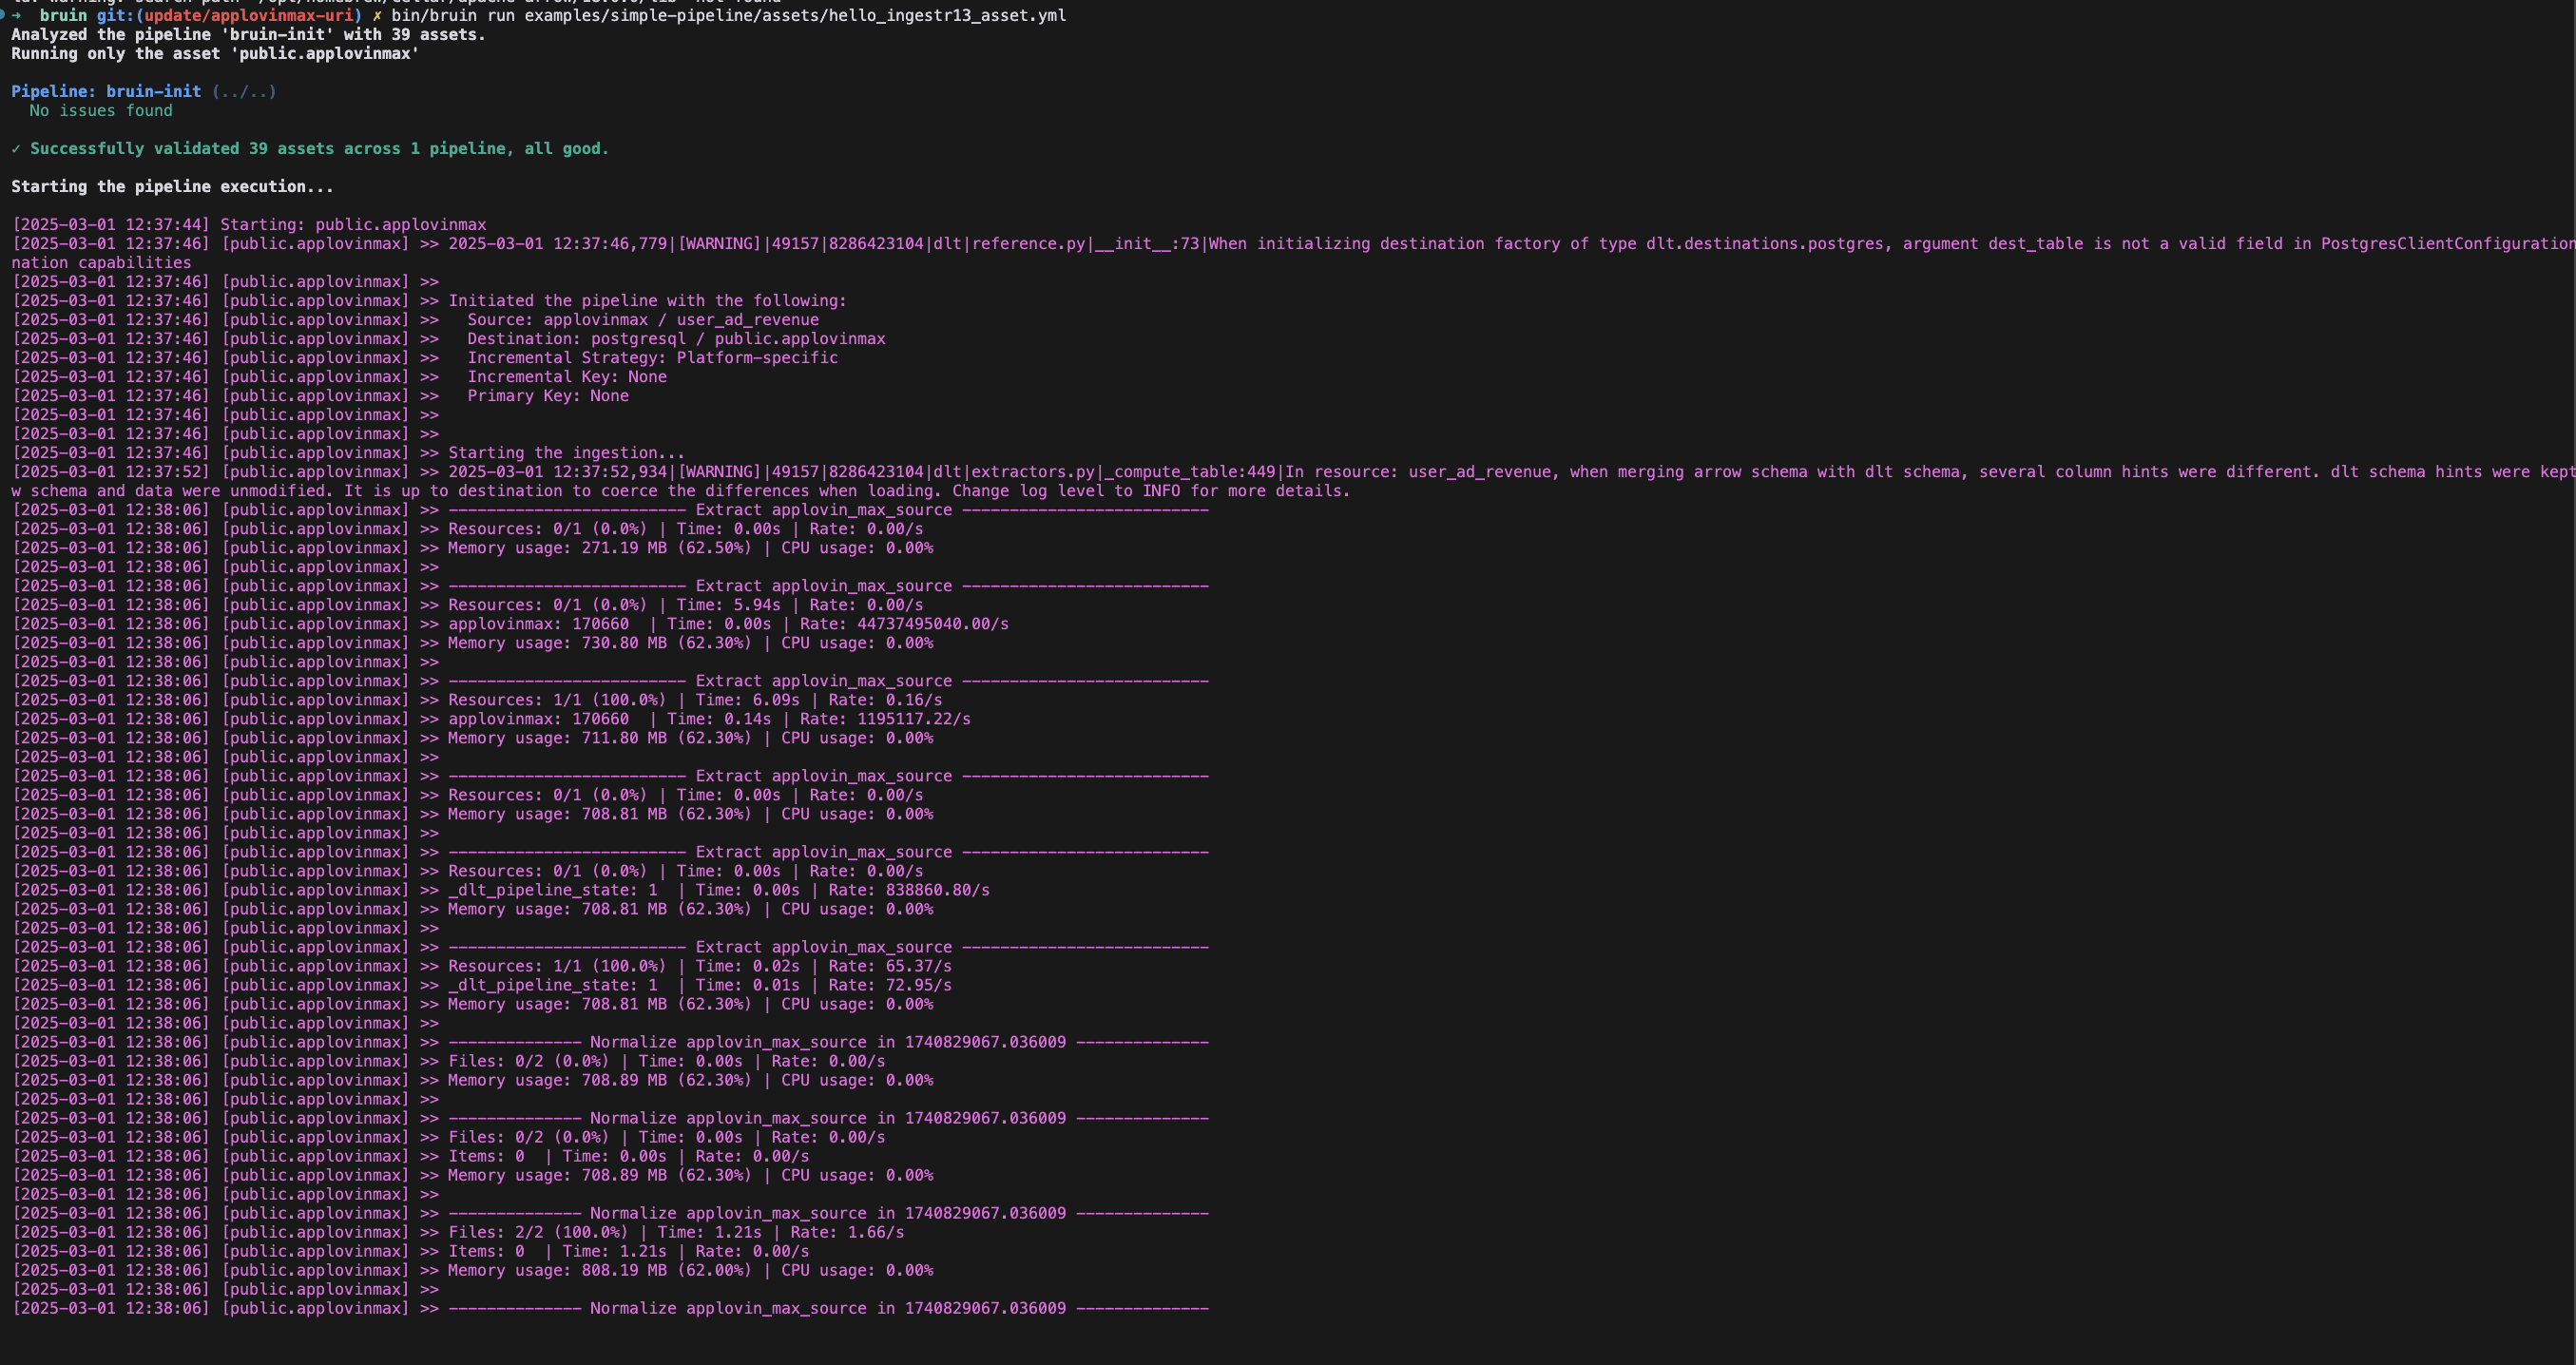 ➜  bruin git:(update/applovinmax-uri) ✗ bin/bruin run examples/simple-pipeline/assets/hello_ingestr13_asset.yml
Analyzed the pipeline 'bruin-init' with 39 assets.
Running only the asset 'public.applovinmax'
Pipeline: bruin-init (../..)
No issues found
✓ Successfully validated 39 assets across 1 pipeline, all good.
Starting the pipeline execution...
[2025-03-01 12:37:44] Starting: public.applovinmax
[2025-03-01 12:37:46] [public.applovinmax] >> 2025-03-01 12:37:46,779|[WARNING]|49157|8286423104|dlt|reference.py|__init__:73|When initializing destination factory of type dlt.destinations.postgres, argument dest_table is not a valid field in PostgresClientConfiguration
nation capabilities
[2025-03-01 12:37:46] [public.applovinmax] >>
[2025-03-01 12:37:46] [public.applovinmax] >> Initiated the pipeline with the following:
[2025-03-01 12:37:46] [public.applovinmax] >>   Source: applovinmax / user_ad_revenue
[2025-03-01 12:37:46] [public.applovinmax] >>   Destination: postgresql / public.applovinmax
[2025-03-01 12:37:46] [public.applovinmax] >>   Incremental Strategy: Platform-specific
[2025-03-01 12:37:46] [public.applovinmax] >>   Incremental Key: None
[2025-03-01 12:37:46] [public.applovinmax] >>   Primary Key: None
[2025-03-01 12:37:46] [public.applovinmax] >>
[2025-03-01 12:37:46] [public.applovinmax] >>
[2025-03-01 12:37:46] [public.applovinmax] >> Starting the ingestion...
[2025-03-01 12:37:52] [public.applovinmax] >> 2025-03-01 12:37:52,934|[WARNING]|49157|8286423104|dlt|extractors.py|_compute_table:449|In resource: user_ad_revenue, when merging arrow schema with dlt schema, several column hints were different. dlt schema hints were kept
w schema and data were unmodified. It is up to destination to coerce the differences when loading. Change log level to INFO for more details.
[2025-03-01 12:38:06] [public.applovinmax] >> ------------------------- Extract applovin_max_source --------------------------
[2025-03-01 12:38:06] [public.applovinmax] >> Resources: 0/1 (0.0%) | Time: 0.00s | Rate: 0.00/s
[2025-03-01 12:38:06] [public.applovinmax] >> Memory usage: 271.19 MB (62.50%) | CPU usage: 0.00%
[2025-03-01 12:38:06] [public.applovinmax] >>
[2025-03-01 12:38:06] [public.applovinmax] >> ------------------------- Extract applovin_max_source --------------------------
[2025-03-01 12:38:06] [public.applovinmax] >> Resources: 0/1 (0.0%) | Time: 5.94s | Rate: 0.00/s
[2025-03-01 12:38:06] [public.applovinmax] >> applovinmax: 170660  | Time: 0.00s | Rate: 44737495040.00/s
[2025-03-01 12:38:06] [public.applovinmax] >> Memory usage: 730.80 MB (62.30%) | CPU usage: 0.00%
[2025-03-01 12:38:06] [public.applovinmax] >>
[2025-03-01 12:38:06] [public.applovinmax] >> ------------------------- Extract applovin_max_source --------------------------
[2025-03-01 12:38:06] [public.applovinmax] >> Resources: 1/1 (100.0%) | Time: 6.09s | Rate: 0.16/s
[2025-03-01 12:38:06] [public.applovinmax] >> applovinmax: 170660  | Time: 0.14s | Rate: 1195117.22/s
[2025-03-01 12:38:06] [public.applovinmax] >> Memory usage: 711.80 MB (62.30%) | CPU usage: 0.00%
[2025-03-01 12:38:06] [public.applovinmax] >>
[2025-03-01 12:38:06] [public.applovinmax] >> ------------------------- Extract applovin_max_source --------------------------
[2025-03-01 12:38:06] [public.applovinmax] >> Resources: 0/1 (0.0%) | Time: 0.00s | Rate: 0.00/s
[2025-03-01 12:38:06] [public.applovinmax] >> Memory usage: 708.81 MB (62.30%) | CPU usage: 0.00%
[2025-03-01 12:38:06] [public.applovinmax] >>
[2025-03-01 12:38:06] [public.applovinmax] >> ------------------------- Extract applovin_max_source --------------------------
[2025-03-01 12:38:06] [public.applovinmax] >> Resources: 0/1 (0.0%) | Time: 0.00s | Rate: 0.00/s
[2025-03-01 12:38:06] [public.applovinmax] >> _dlt_pipeline_state: 1  | Time: 0.00s | Rate: 838860.80/s
[2025-03-01 12:38:06] [public.applovinmax] >> Memory usage: 708.81 MB (62.30%) | CPU usage: 0.00%
[2025-03-01 12:38:06] [public.applovinmax] >>
[2025-03-01 12:38:06] [public.applovinmax] >> ------------------------- Extract applovin_max_source --------------------------
[2025-03-01 12:38:06] [public.applovinmax] >> Resources: 1/1 (100.0%) | Time: 0.02s | Rate: 65.37/s
[2025-03-01 12:38:06] [public.applovinmax] >> _dlt_pipeline_state: 1  | Time: 0.01s | Rate: 72.95/s
[2025-03-01 12:38:06] [public.applovinmax] >> Memory usage: 708.81 MB (62.30%) | CPU usage: 0.00%
[2025-03-01 12:38:06] [public.applovinmax] >>
[2025-03-01 12:38:06] [public.applovinmax] >> -------------- Normalize applovin_max_source in 1740829067.036009 --------------
[2025-03-01 12:38:06] [public.applovinmax] >> Files: 0/2 (0.0%) | Time: 0.00s | Rate: 0.00/s
[2025-03-01 12:38:06] [public.applovinmax] >> Memory usage: 708.89 MB (62.30%) | CPU usage: 0.00%
[2025-03-01 12:38:06] [public.applovinmax] >>
[2025-03-01 12:38:06] [public.applovinmax] >> -------------- Normalize applovin_max_source in 1740829067.036009 --------------
[2025-03-01 12:38:06] [public.applovinmax] >> Files: 0/2 (0.0%) | Time: 0.00s | Rate: 0.00/s
[2025-03-01 12:38:06] [public.applovinmax] >> Items: 0  | Time: 0.00s | Rate: 0.00/s
[2025-03-01 12:38:06] [public.applovinmax] >> Memory usage: 708.89 MB (62.30%) | CPU usage: 0.00%
[2025-03-01 12:38:06] [public.applovinmax] >>
[2025-03-01 12:38:06] [public.applovinmax] >> -------------- Normalize applovin_max_source in 1740829067.036009 --------------
[2025-03-01 12:38:06] [public.applovinmax] >> Files: 2/2 (100.0%) | Time: 1.21s | Rate: 1.66/s
[2025-03-01 12:38:06] [public.applovinmax] >> Items: 0  | Time: 1.21s | Rate: 0.00/s
[2025-03-01 12:38:06] [public.applovinmax] >> Memory usage: 808.19 MB (62.00%) | CPU usage: 0.00%
[2025-03-01 12:38:06] [public.applovinmax] >>
[2025-03-01 12:38:06] [public.applovinmax] >> -------------- Normalize applovin_max_source in 1740829067.036009 --------------